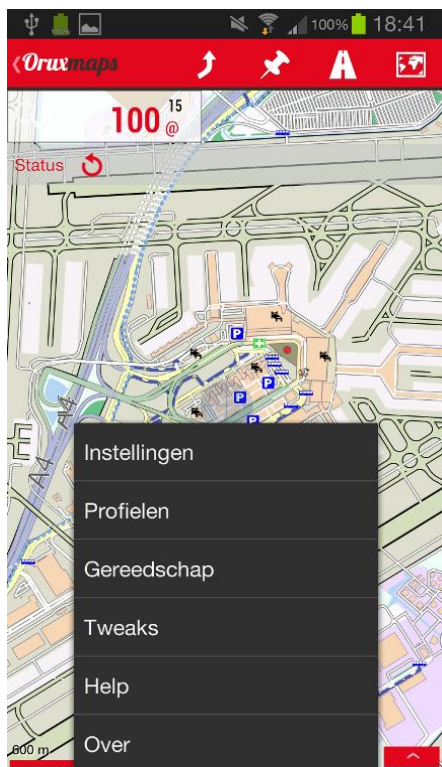 100% 18:41
Oruxmaps
100 @ 15
Status
P
P
P
P
A4
A4
Instellingen
Profielen
Gereedschap
Tweaks
Help
Over
600 m